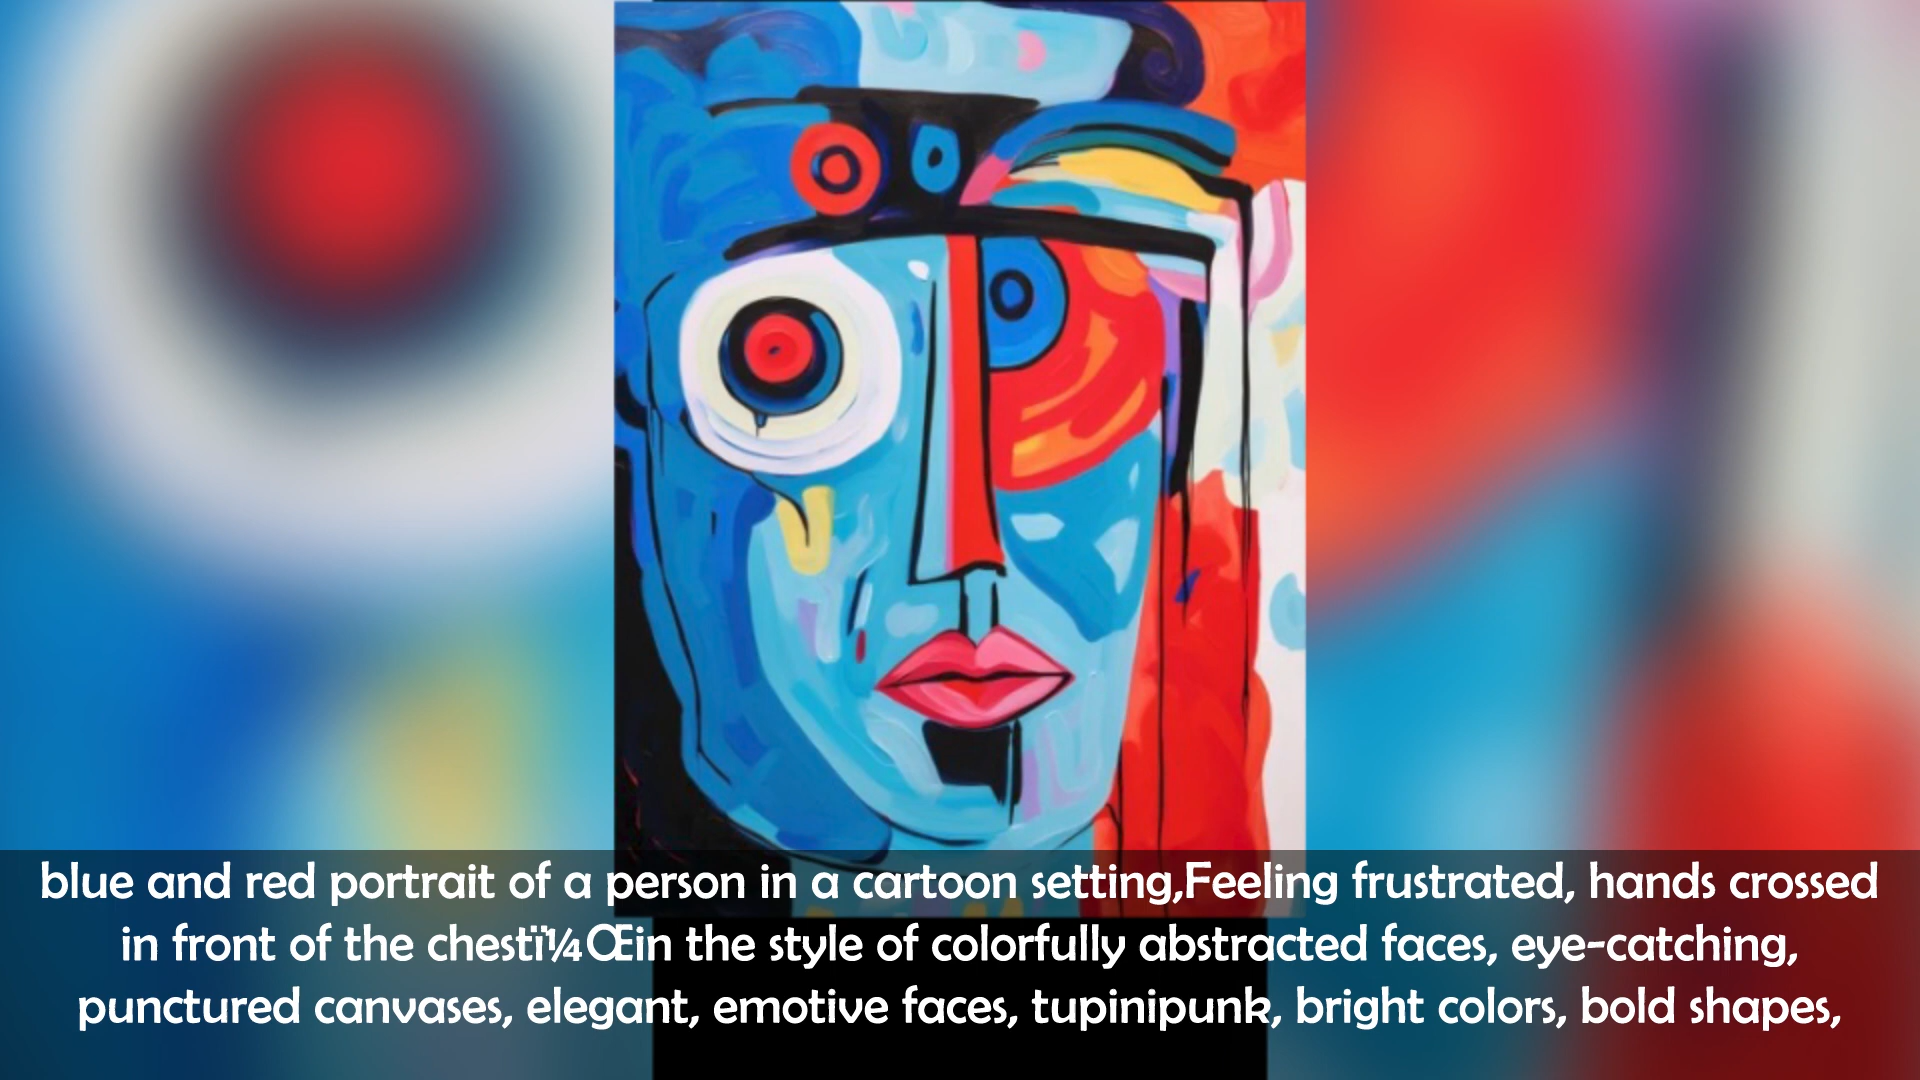 blue and red portrait of a person in a cartoon setting,Feeling frustrated, hands crossed
in front of the chestï¼Œin the style of colorfully abstracted faces, eye-catching,
punctured canvases, elegant, emotive faces, tupinipunk, bright colors, bold shapes,